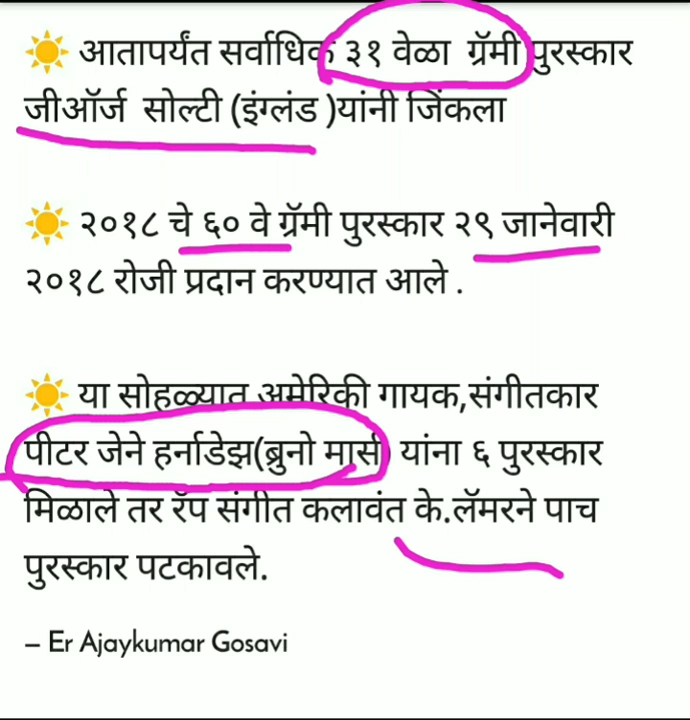 आतापर्यंत सर्वाधिक ३१ वेळा ग्रॅमी पुरस्कार
जीऑर्ज सोल्टी (इंग्लंड )यांनी जिंकला
२०१८ चे ६० वे ग्रॅमी पुरस्कार २९ जानेवारी
२०१८ रोजी प्रदान करण्यात आले .
या सोहळ्यात अमेरिकी गायक,संगीतकार
पीटर जेने हर्नाडेझ(ब्रुनो मार्स) यांना ६ पुरस्कार
मिळाले तर रॅप संगीत कलावंत के.लॅमरने पाच
पुरस्कार पटकावले.
– Er Ajaykumar Gosavi